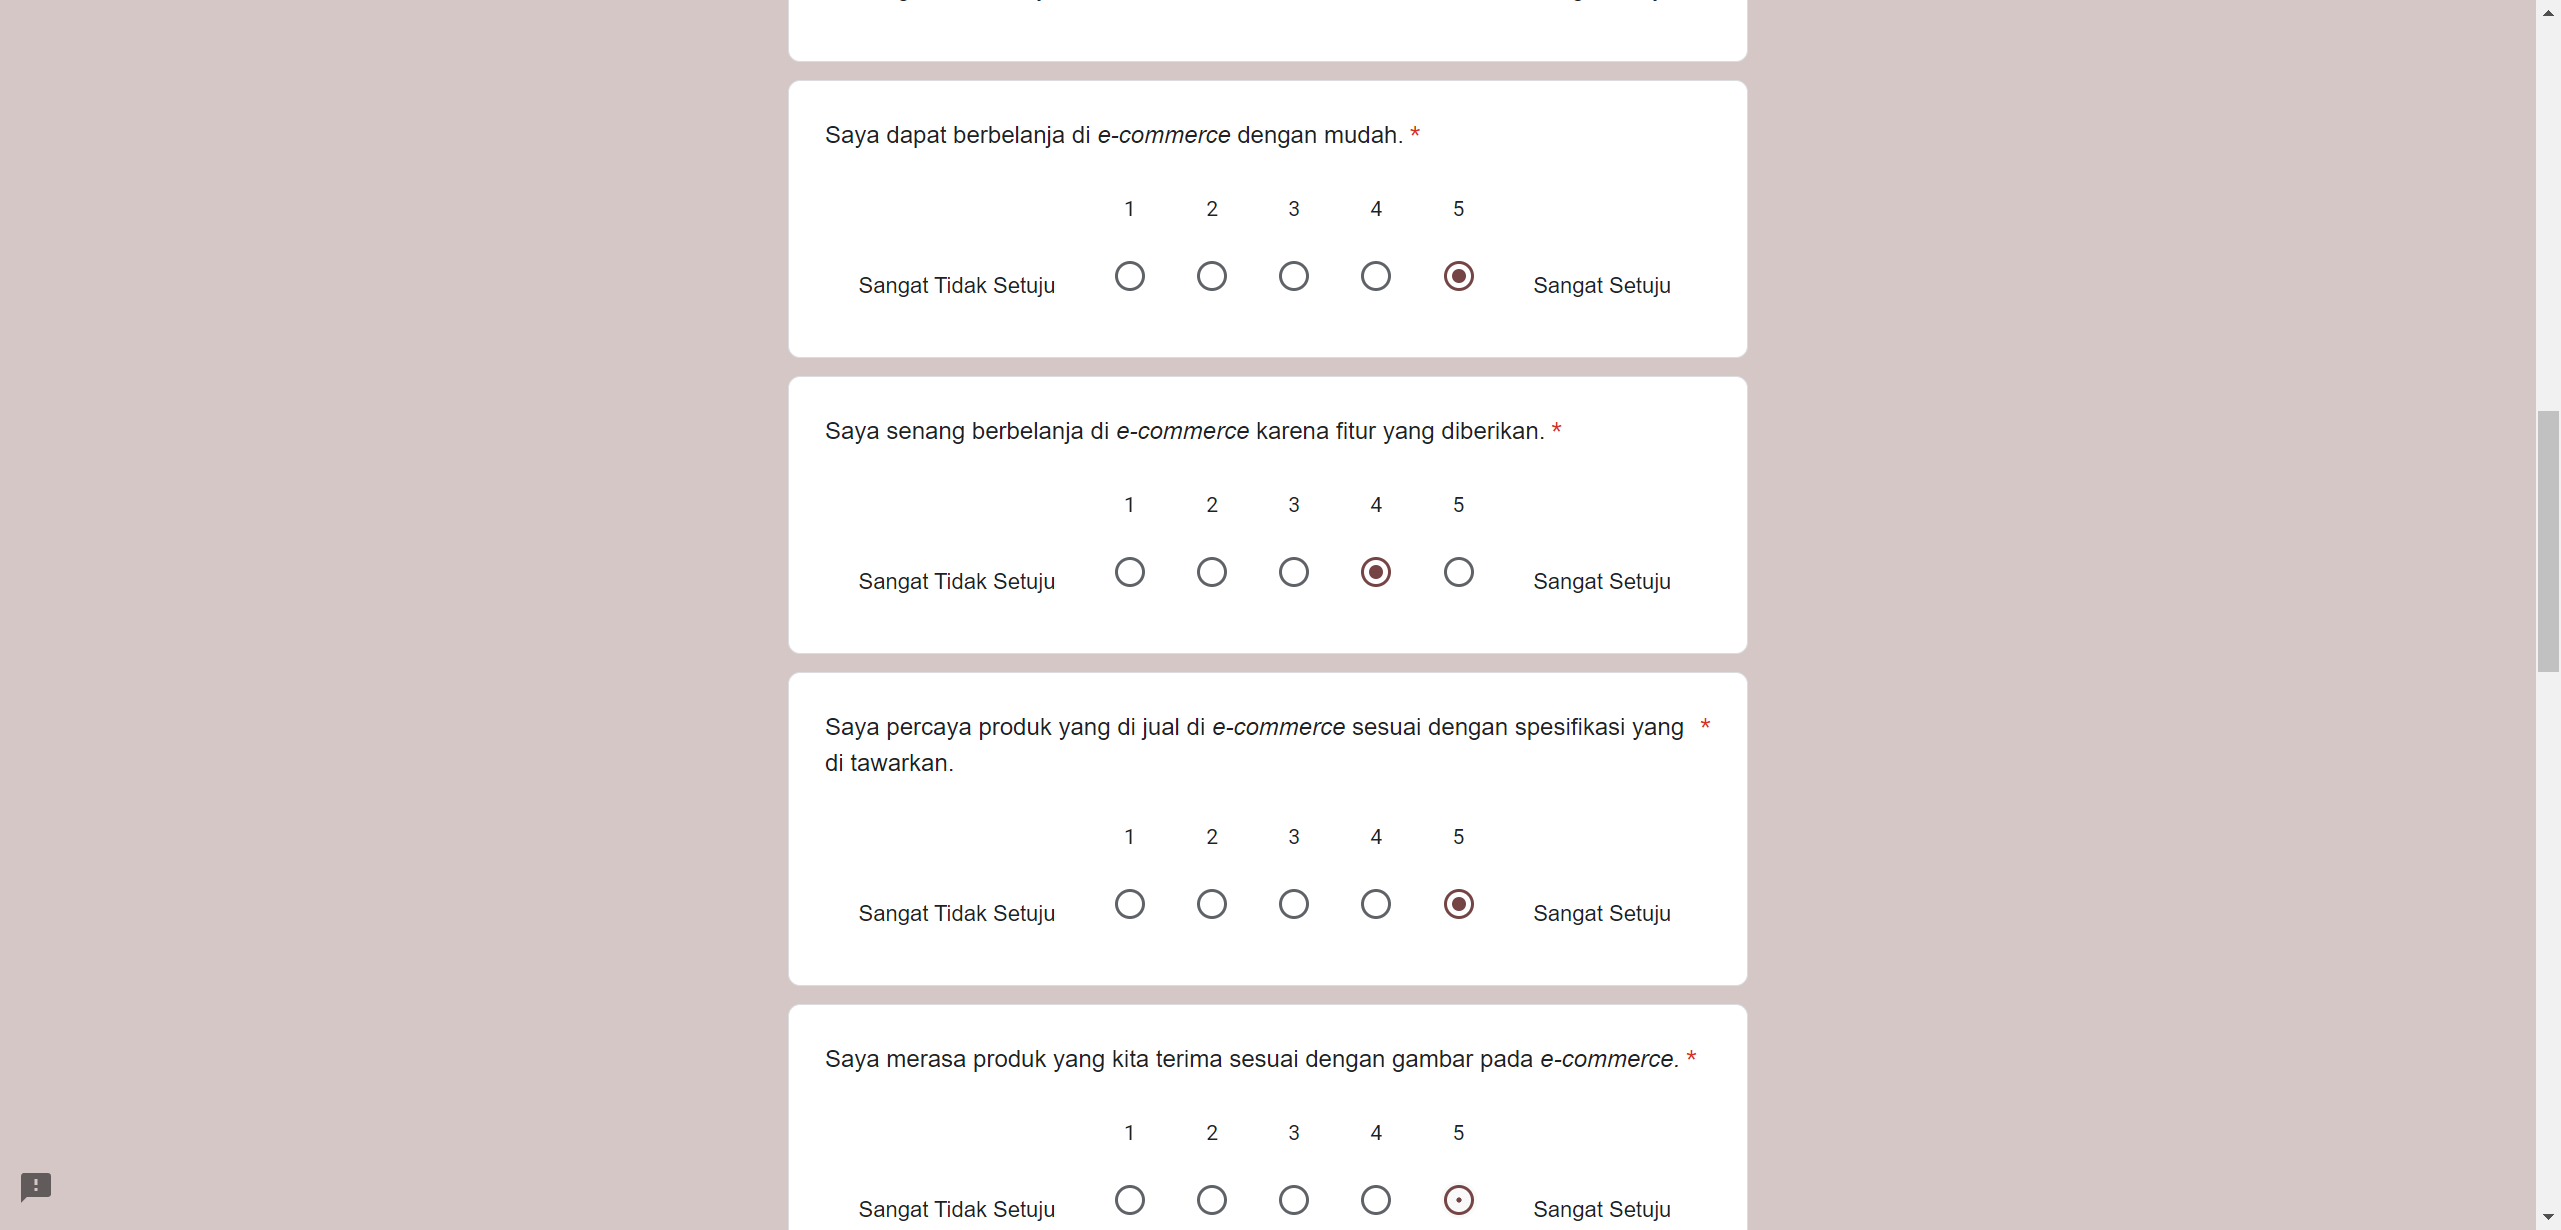 Saya dapat berbelanja di e-commerce dengan mudah. *
1 2 3 4 5
Sangat Tidak Setuju Sangat Setuju
Saya senang berbelanja di e-commerce karena fitur yang diberikan. *
1 2 3 4 5
Sangat Tidak Setuju Sangat Setuju
Saya percaya produk yang di jual di e-commerce sesuai dengan spesifikasi yang *
di tawarkan.
1 2 3 4 5
Sangat Tidak Setuju Sangat Setuju
Saya merasa produk yang kita terima sesuai dengan gambar pada e-commerce. *
1 2 3 4 5
Sangat Tidak Setuju Sangat Setuju